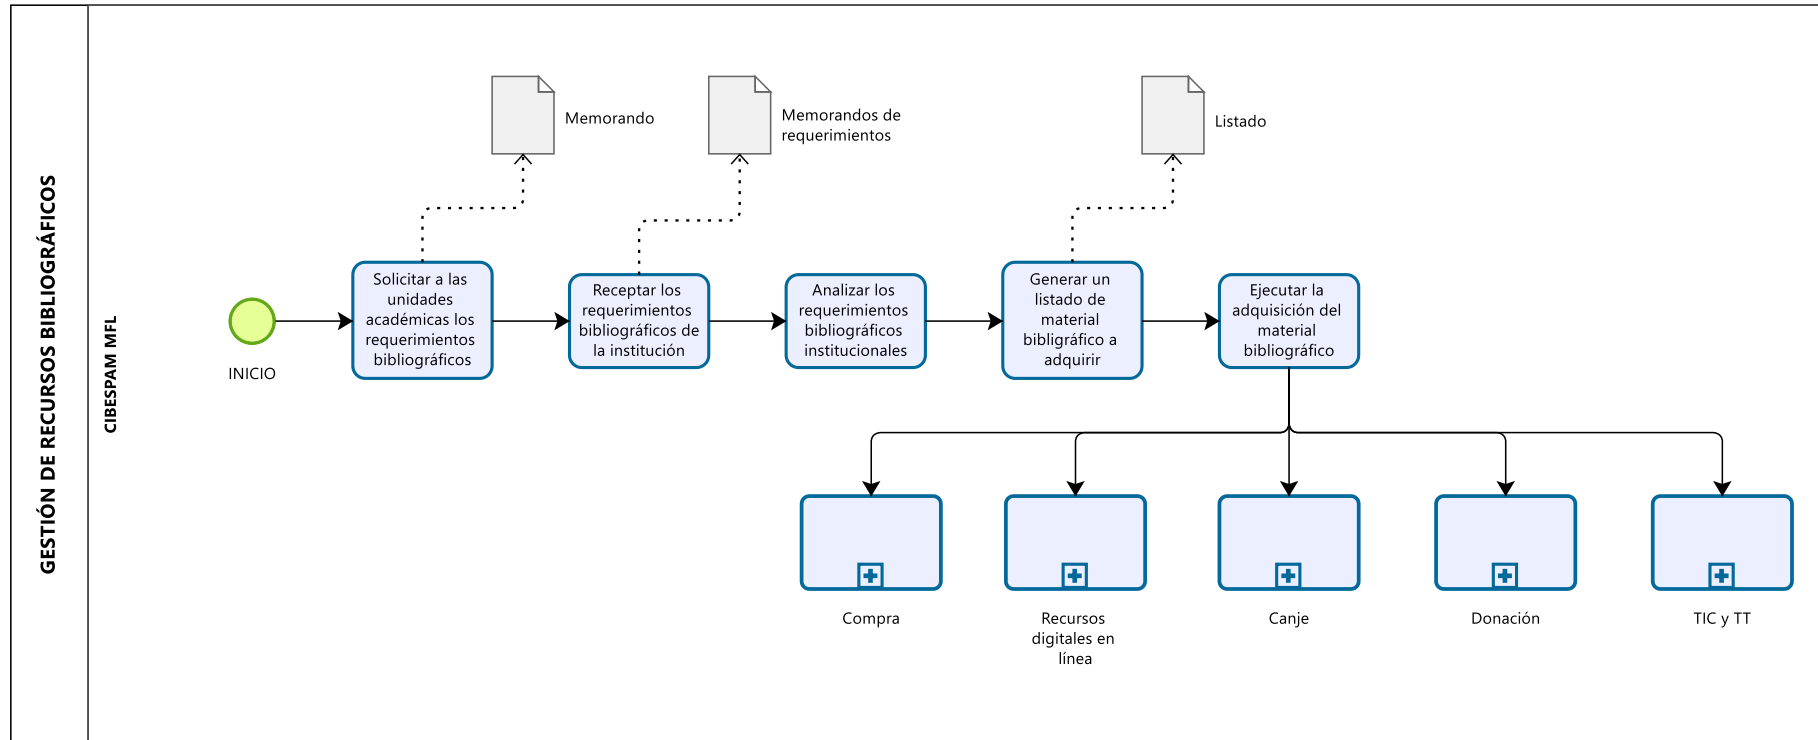 GESTIÓN DE RECURSOS BIBLIOGRÁFICOS
CIBESPAM MFL
Memorando
Memorandos de
requerimientos
Listado
INICIO
Solicitar a las
unidades
académicas los
requerimientos
bibliográficos
Receptar los
requerimientos
bibliográficos de
la institución
Analizar los
requerimientos
bibliográficos
institucionales
Generar un
listado de
material
bibligráfico a
adquirir
Ejecutar la
adquisición del
material
bibliográfico
Compra
Recursos
digitales en
línea
Canje
Donación
TIC y TT